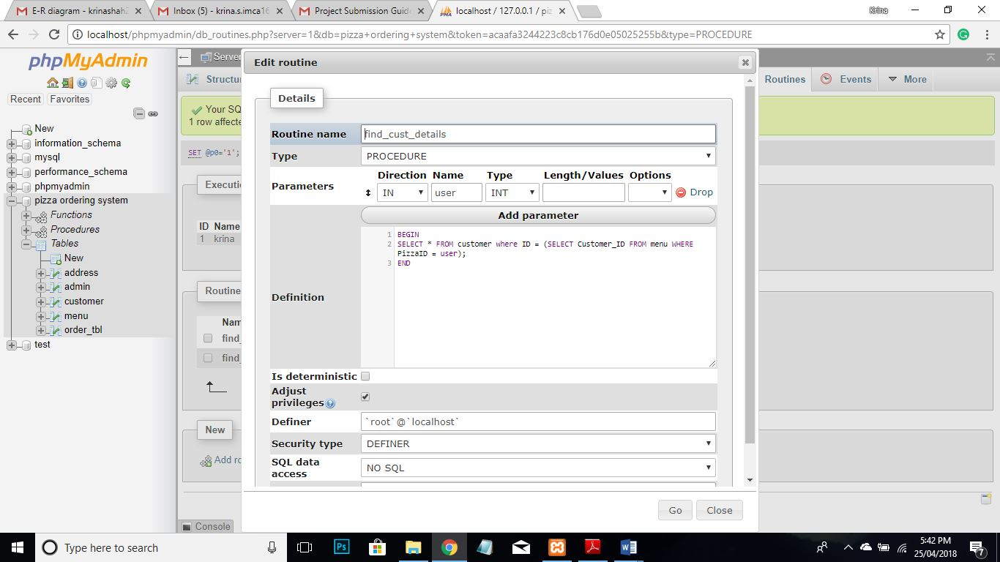 E-R diagram - krinashah2
Inbox (5) - krina.s.imca16
Project Submission Guide
localhost / 127.0.0.1 / piz
Krina
localhost/phpmyadmin/db_routines.php?server=1&db=pizza+ordering+system&token=acaafa3244223c82b176d0e05025255b&type=PROCEDURE
phpMyAdmin
Recent
Favorites
New
information_schema
mysql
performance_schema
phpmyadmin
pizza ordering system
Functions
Procedures
Tables
New
address
admin
customer
menu
order_tbl
test
Server
Structu
Routines
Events
More
Your SQ
1 row affecte
SET @p0='1';
Executi
ID Name
1 krina
Routine
Nam
find_
find_
New
Add ro
Console
Edit routine
Details
Routine name
find_cust_details
Type
PROCEDURE
Parameters
Direction Name Type Length/Values Options
IN user INT Drop
Add parameter
Definition
1 BEGIN
2 SELECT * FROM customer where ID = (SELECT Customer_ID FROM menu WHERE
PizzaID = user);
3 END
Is deterministic
Adjust
privileges
Definer
`root`@`localhost`
Security type
DEFINER
SQL data
access
NO SQL
Go
Close
Type here to search
Ps
5:42 PM
25/04/2018
7